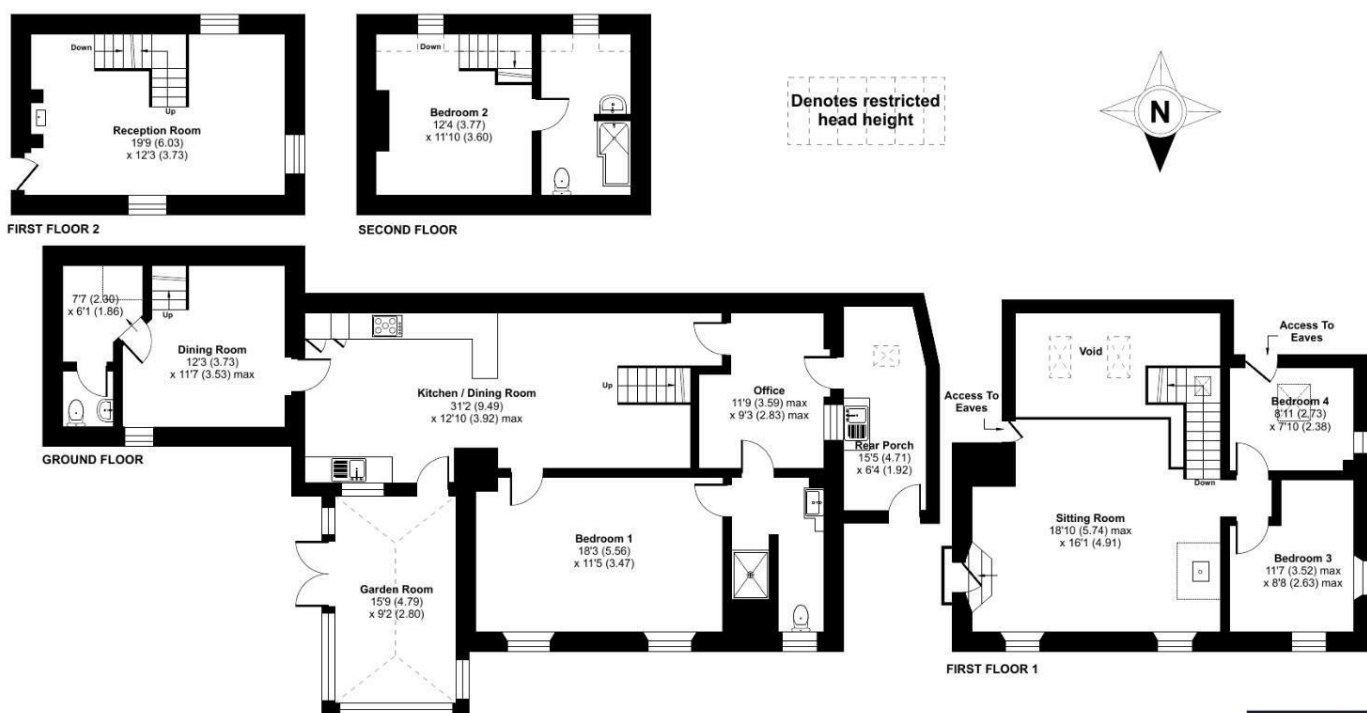 Down
Up
Reception Room
19'9 (6.03)
x 12'3 (3.73)
FIRST FLOOR 2
Down
Bedroom 2
12'4 (3.77)
x 11'10 (3.60)
SECOND FLOOR
Denotes restricted
head height
N
7'7 (2.30)
x 6'1 (1.86)
Up
Dining Room
12'3 (3.73)
x 11'7 (3.53) max
GROUND FLOOR
Kitchen / Dining Room
31'2 (9.49)
x 12'10 (3.92) max
Up
Office
11'9 (3.59) max
x 9'3 (2.83) max
Rear Porch
15'5 (4.71)
x 6'4 (1.92)
Garden Room
15'9 (4.79)
x 9'2 (2.80)
Bedroom 1
18'3 (5.56)
x 11'5 (3.47)
Void
Access To
Eaves
Access To
Eaves
Bedroom 4
8'11 (2.73)
x 7'10 (2.38)
Down
Sitting Room
18'10 (5.74) max
x 16'1 (4.91)
Bedroom 3
11'7 (3.52) max
x 8'8 (2.63) max
FIRST FLOOR 1